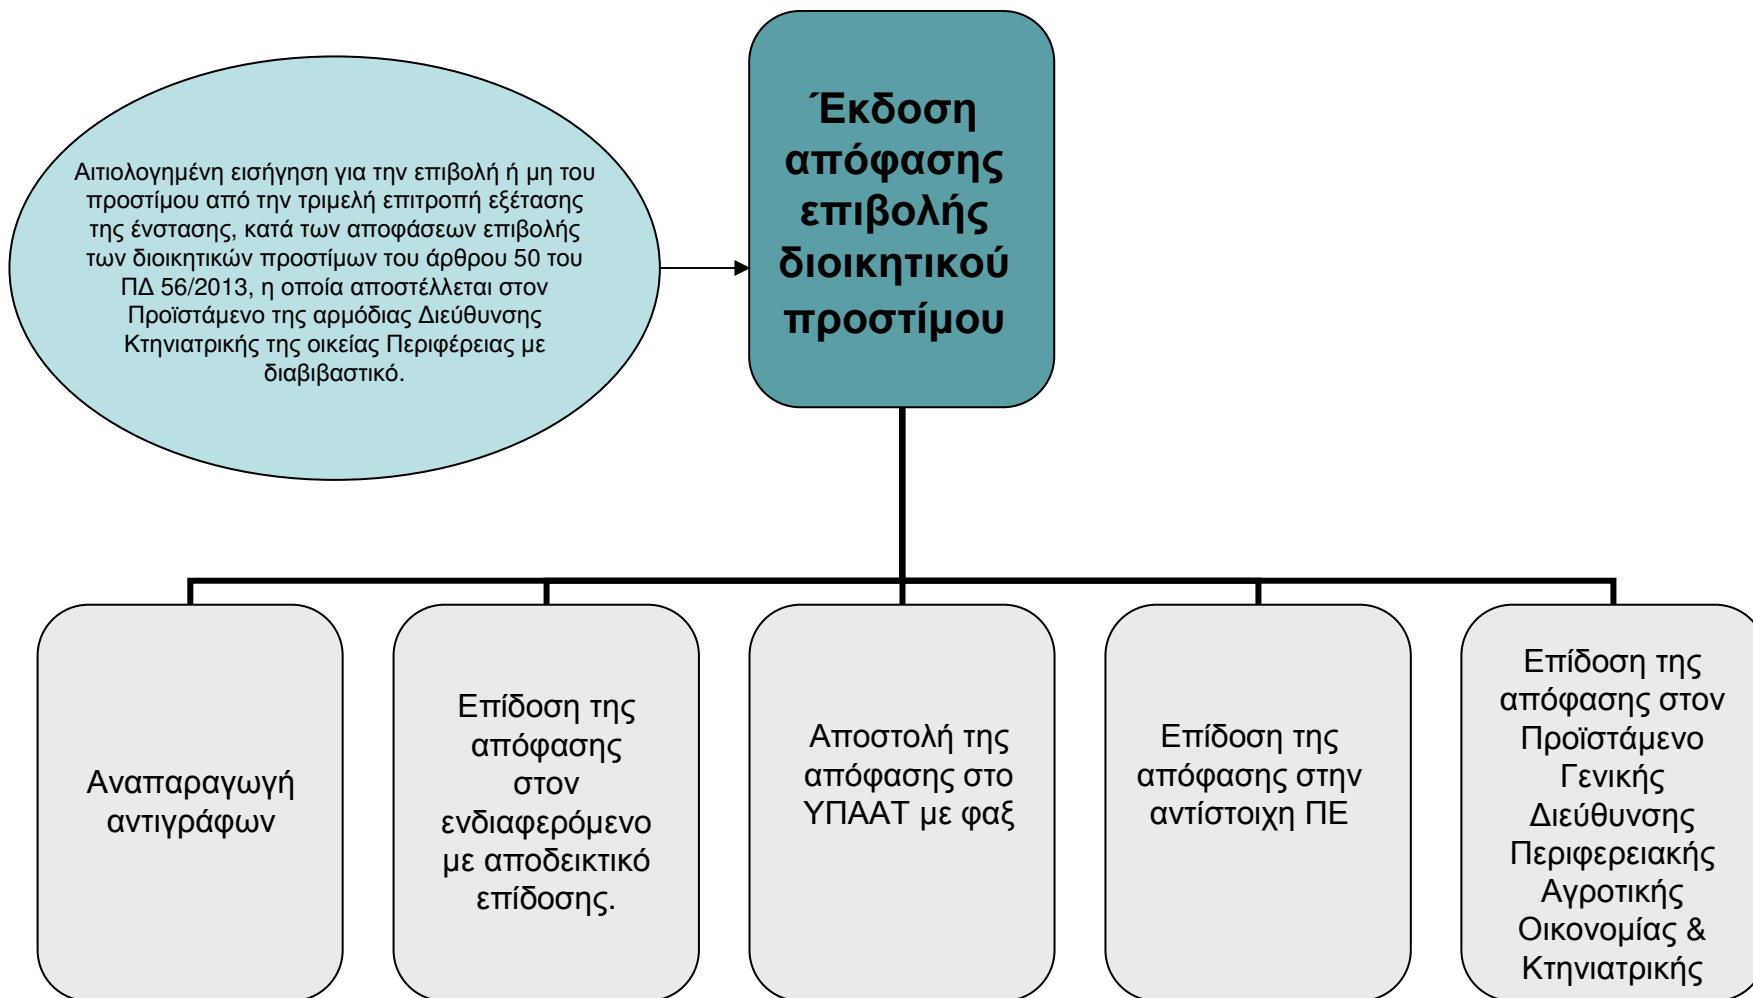 Αιτιολογημένη εισήγηση για την επιβολή ή μη του
προστίμου από την τριμελή επιτροπή εξέτασης
της ένστασης, κατά των αποφάσεων επιβολής
των διοικητικών προστίμων του άρθρου 50 του
ΠΔ 56/2013, η οποία αποστέλλεται στον
Προϊστάμενο της αρμόδιας Διεύθυνσης
Κτηνιατρικής της οικείας Περιφέρειας με
διαβιβαστικό.
Έκδοση
απόφασης
επιβολής
διοικητικού
προστίμου
Αναπαραγωγή
αντιγράφων
Επίδοση της
απόφασης
στον
ενδιαφερόμενο
με αποδεικτικό
επίδοσης.
Αποστολή της
απόφασης στο
ΥΠΑΑΤ με φαξ
Επίδοση της
απόφασης στην
αντίστοιχη ΠΕ
Επίδοση της
απόφασης στον
Προϊστάμενο
Γενικής
Διεύθυνσης
Περιφερειακής
Αγροτικής
Οικονομίας &
Κτηνιατρικής